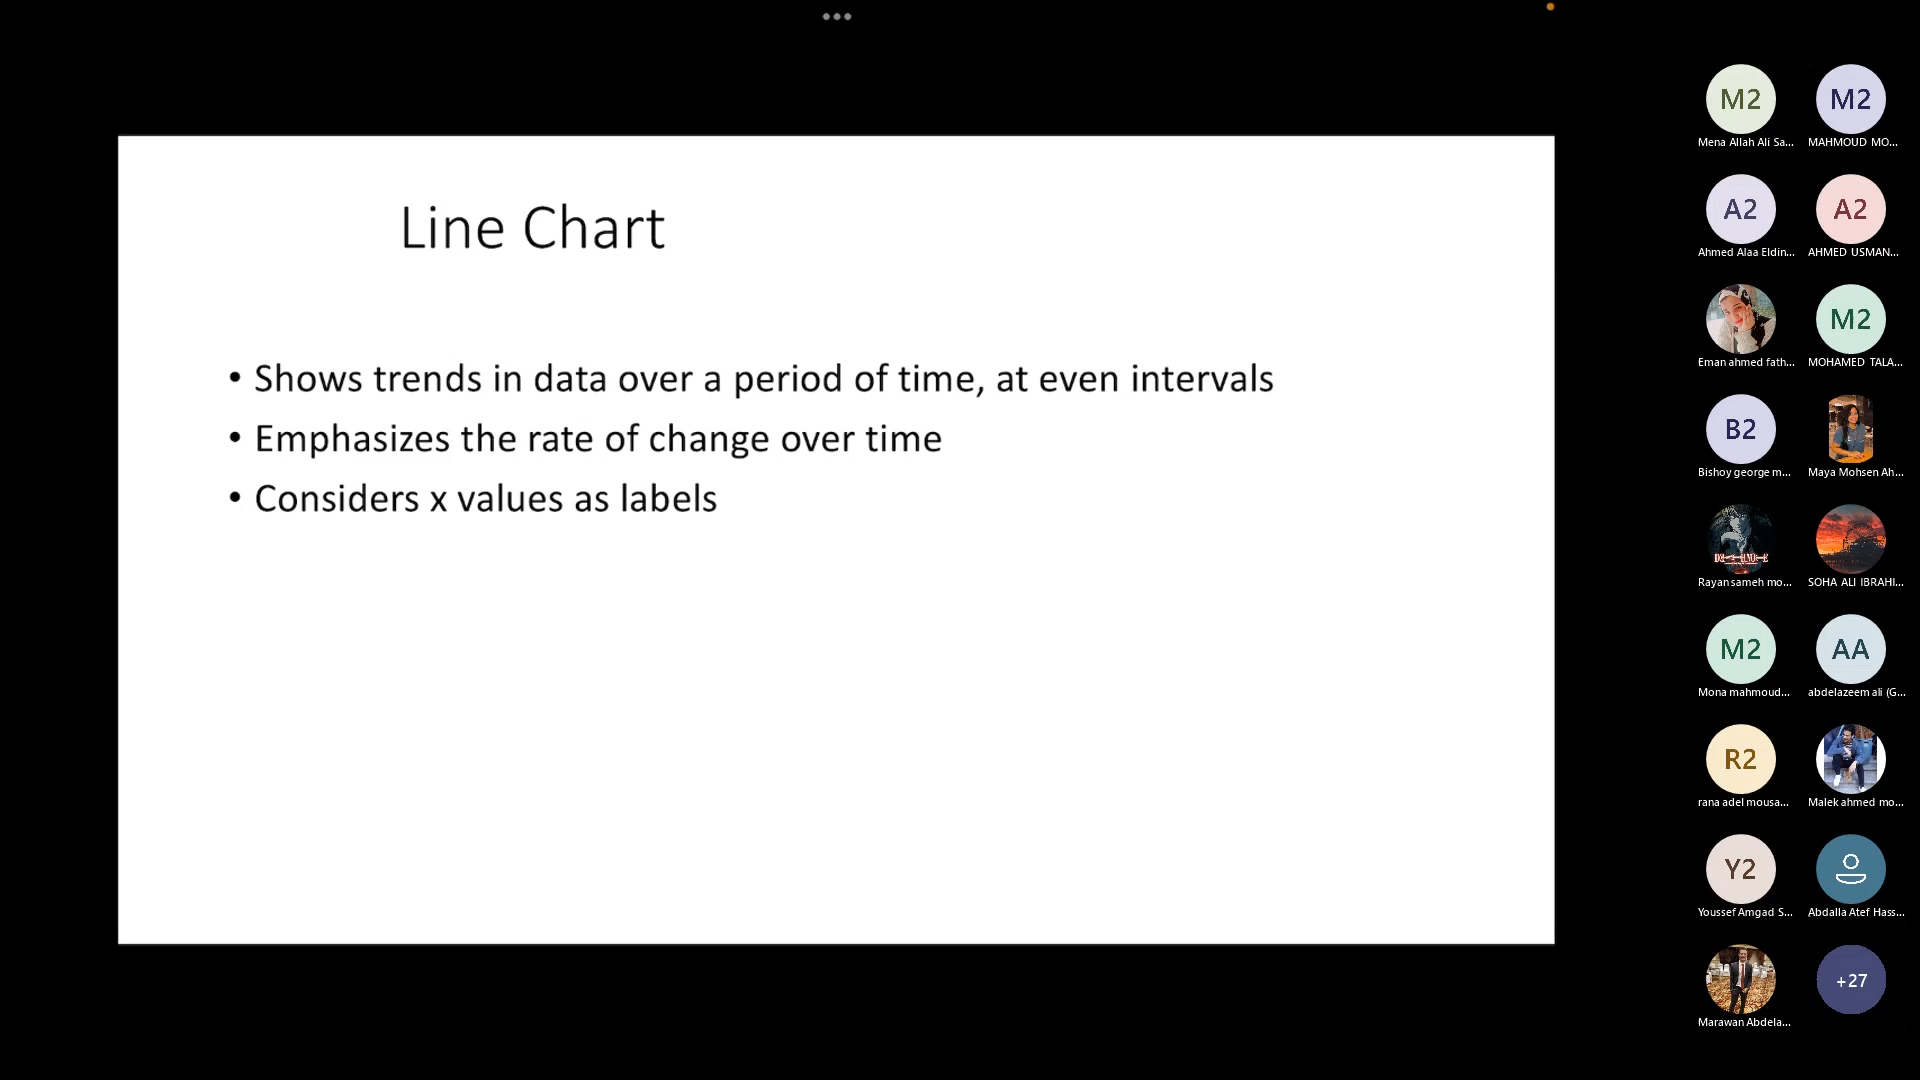 Line Chart
• Shows trends in data over a period of time, at even intervals
• Emphasizes the rate of change over time
• Considers x values as labels
M2
M2
Mena Allah Ali Sa...
MAHMOUD MO...
A2
A2
Ahmed Alaa Eldin...
AHMED USMAN...
M2
Eman ahmed fath...
MOHAMED TALA...
B2
Bishoy george m...
Maya Mohsen Ah...
Rayan sameh mo...
SOHA ALI IBRAHI...
M2
AA
Mona mahmoud...
abdelazeem ali (G...
R2
rana adel mousa...
Malek ahmed mo...
Y2
Youssef Amgad S...
Abdalla Atef Hass...
+27
Marawan Abdela...